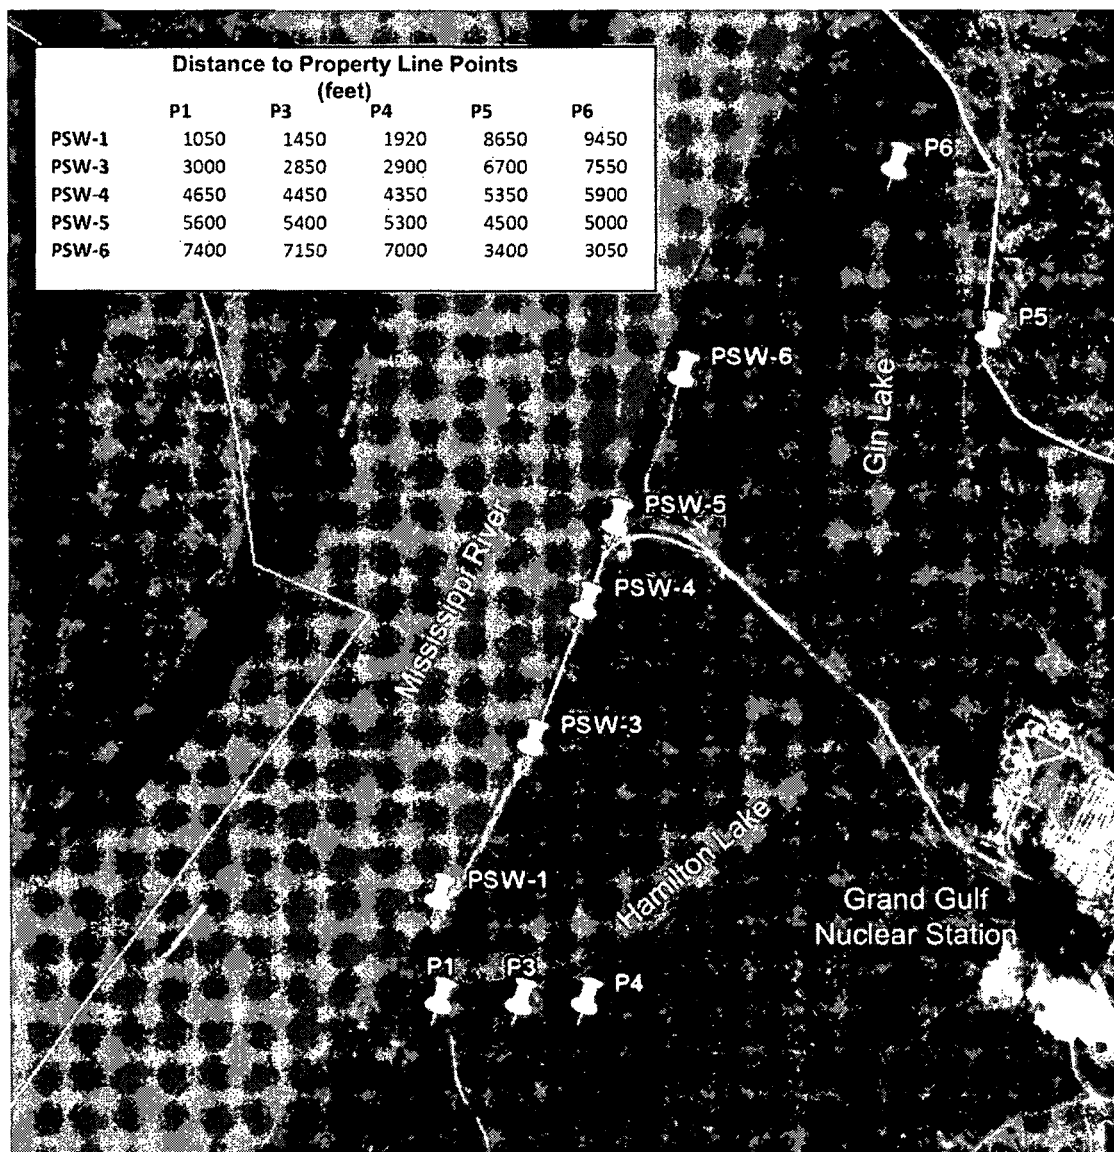 Distance to Property Line Points
(feet)
P1 P3 P4 P5 P6
PSW-1 1050 1450 1920 8650 9450
PSW-3 3000 2850 2900 6700 7550
PSW-4 4650 4450 4350 5350 5900
PSW-5 5600 5400 5300 4500 5000
PSW-6 7400 7150 7000 3400 3050
P6
P5
PSW-6
Gin Lake
PSW-5
Mississippi River
PSW-4
PSW-3
Hamilton Lake
PSW-1
Grand Gulf
Nuclear Station
P1
P3
P4